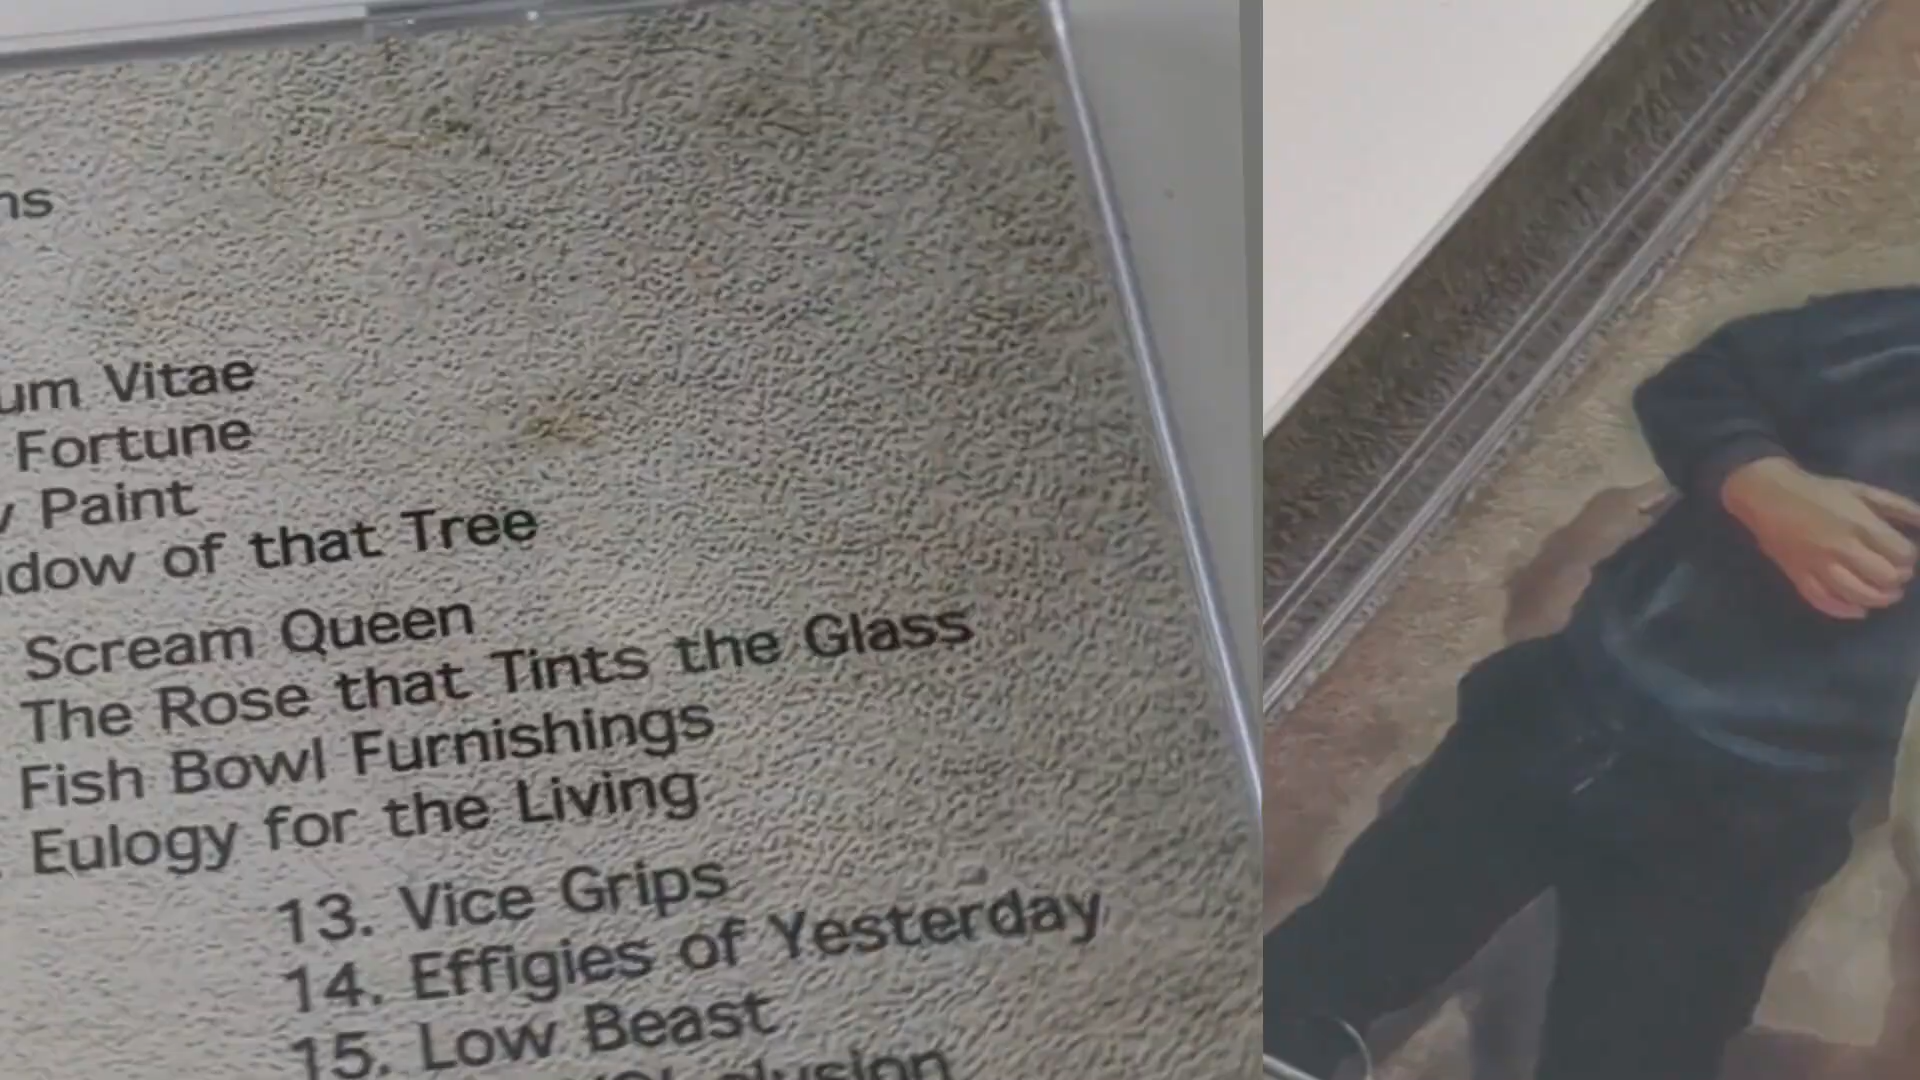 ns
um Vitae
Fortune
Paint
dow of that Tree
Scream Queen
The Rose that Tints the Glass
Fish Bowl Furnishings
Eulogy for the Living
13. Vice Grips
14. Effigies of Yesterday
15. Low Beast